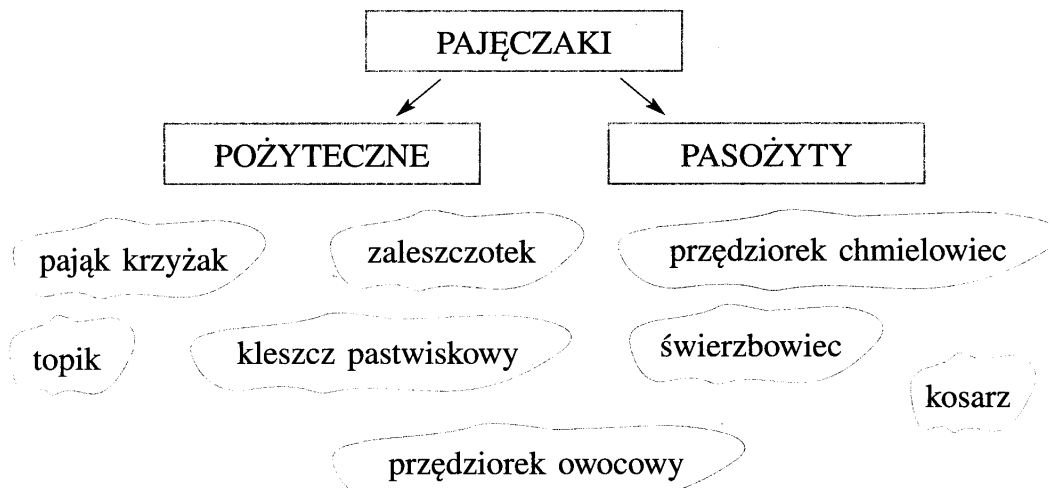 PAJĘCZAKI
POŻYTECZNE PASOŻYTY
pająk krzyżak zaleszczotek przędziorek chmielowiec
topik kleszcz pastwiskowy świerzbowiec
kosarz
przędziorek owocowy